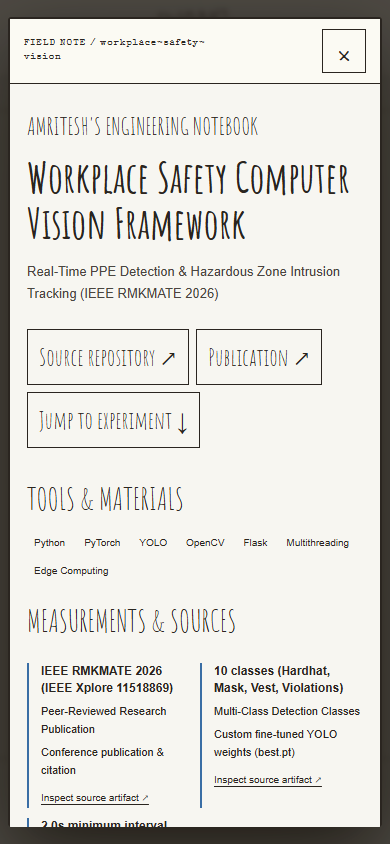 FIELD NOTE / workplace-safety-
vision
×
AMRITESH'S ENGINEERING NOTEBOOK
Workplace Safety Computer
Vision Framework
Real-Time PPE Detection & Hazardous Zone Intrusion
Tracking (IEEE RMKMATE 2026)
Source repository ↗
Publication ↗
Jump to experiment ↓
TOOLS & MATERIALS
Python PyTorch YOLO OpenCV Flask Multithreading
Edge Computing
MEASUREMENTS & SOURCES
IEEE RMKMATE 2026
(IEEE Xplore 11518869)
Peer-Reviewed Research
Publication
Conference publication &
citation
Inspect source artifact ↗
10 classes (Hardhat,
Mask, Vest, Violations)
Multi-Class Detection Classes
Custom fine-tuned YOLO
weights (best.pt)
Inspect source artifact ↗
2.0s minimum interval